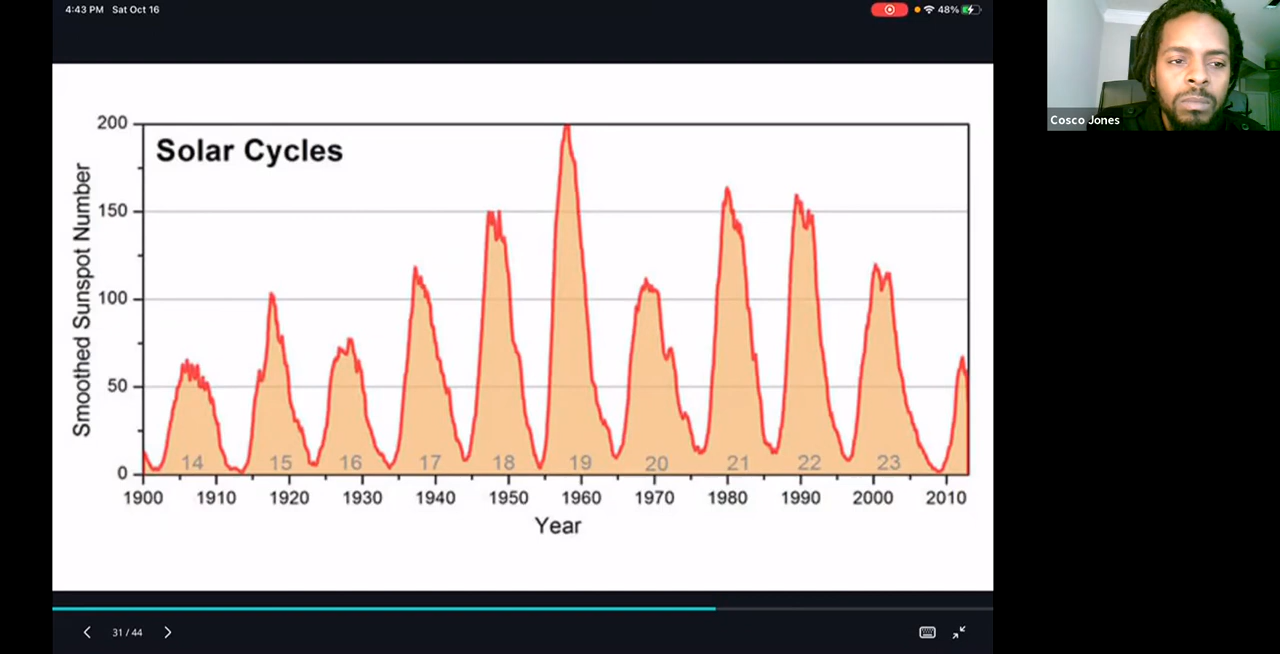 4:43 PM Sat Oct 16
48%
Cosco Jones
Solar Cycles
Smoothed Sunspot Number
200
150
100
50
0
14 15 16 17 18 19 20 21 22 23
1900 1910 1920 1930 1940 1950 1960 1970 1980 1990 2000 2010
Year
31 / 44